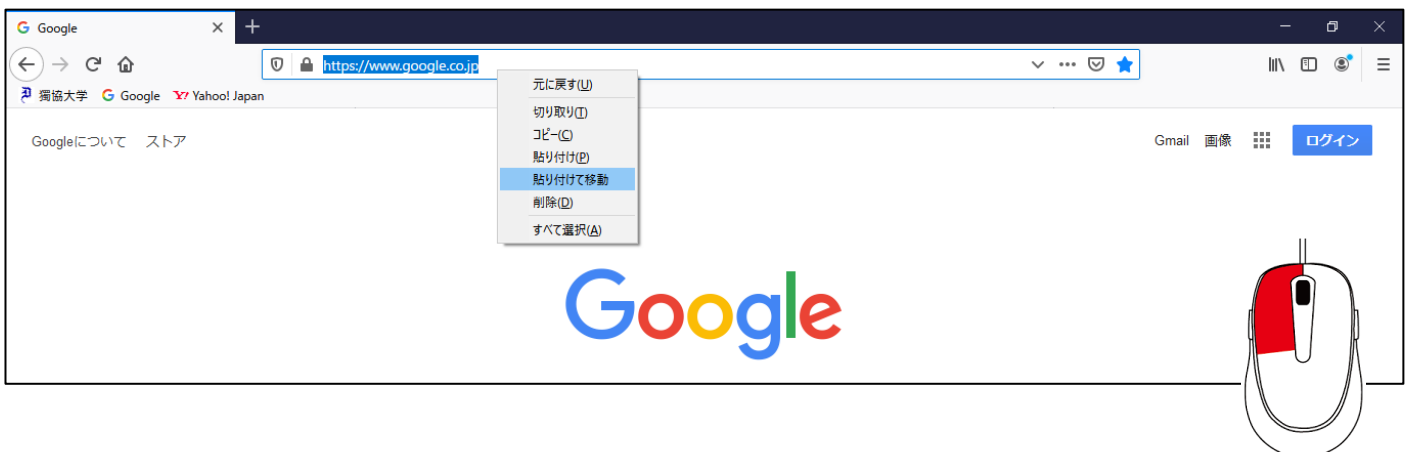 G Google
https://www.google.co.jp
獨協大学 G Google Y! Yahoo! Japan
元に戻す(U)
切り取り(T)
コピー(C)
貼り付け(P)
貼り付けて移動
削除(D)
すべて選択(A)
Googleについて ストア
Gmail 画像 ログイン
Google